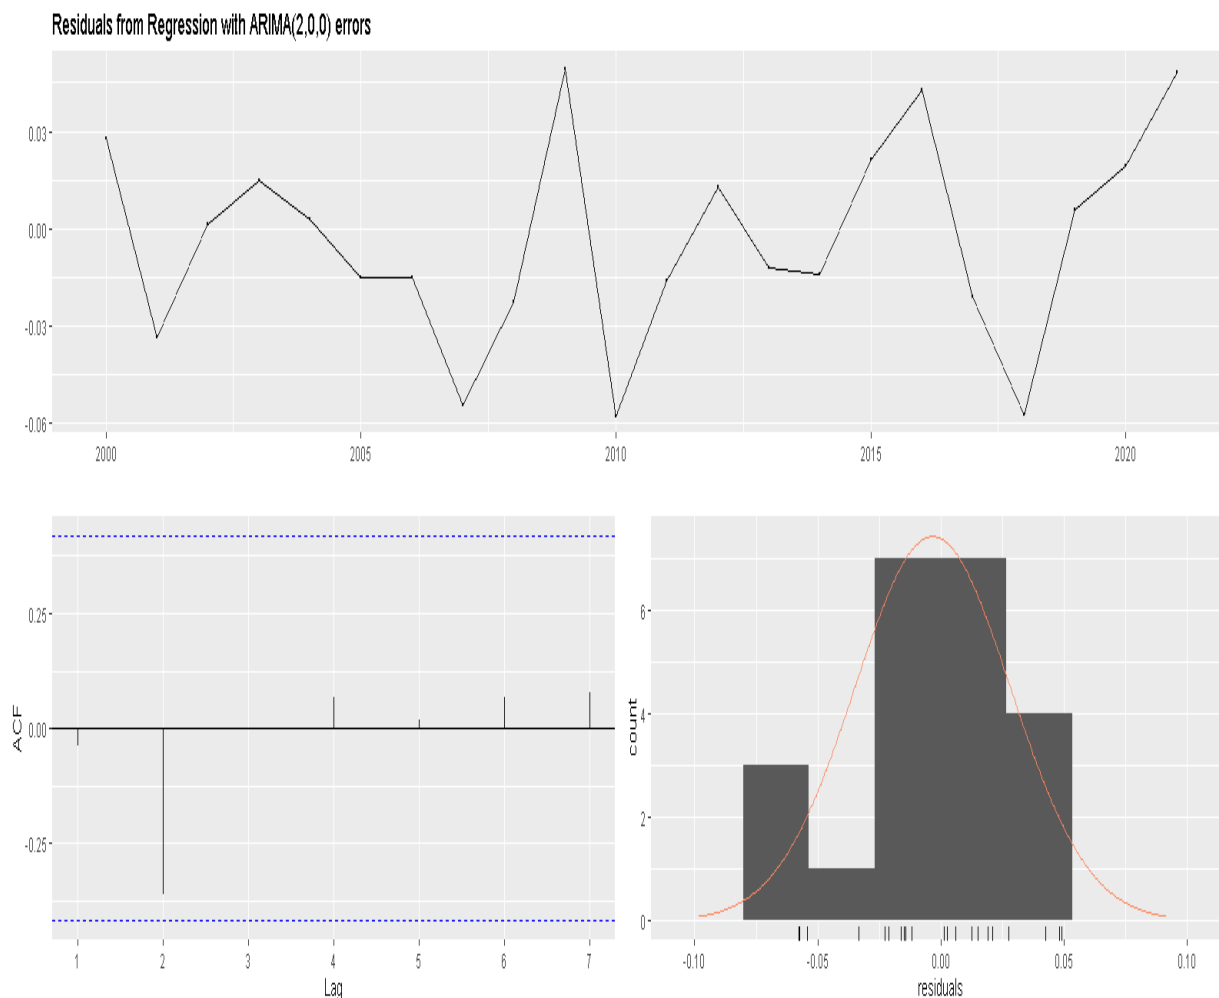 Residuals from Regression with ARIMA(2,0,0) errors
0.03
0.00
-0.03
-0.06
2000 2005 2010 2015 2020
ACF
0.25
0.00
-0.25
1 2 3 4 5 6 7
Lag
count
6
4
2
0
-0.10 -0.05 0.00 0.05 0.10
residuals